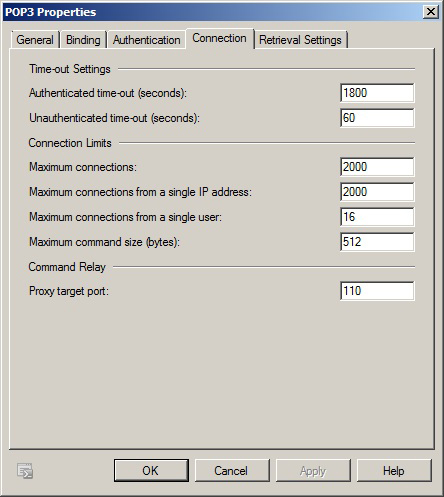 POP3 Properties
General Binding Authentication Connection Retrieval Settings
Time-out Settings
Authenticated time-out (seconds): 1800
Unauthenticated time-out (seconds): 60
Connection Limits
Maximum connections: 2000
Maximum connections from a single IP address: 2000
Maximum connections from a single user: 16
Maximum command size (bytes): 512
Command Relay
Proxy target port: 110
OK Cancel Apply Help